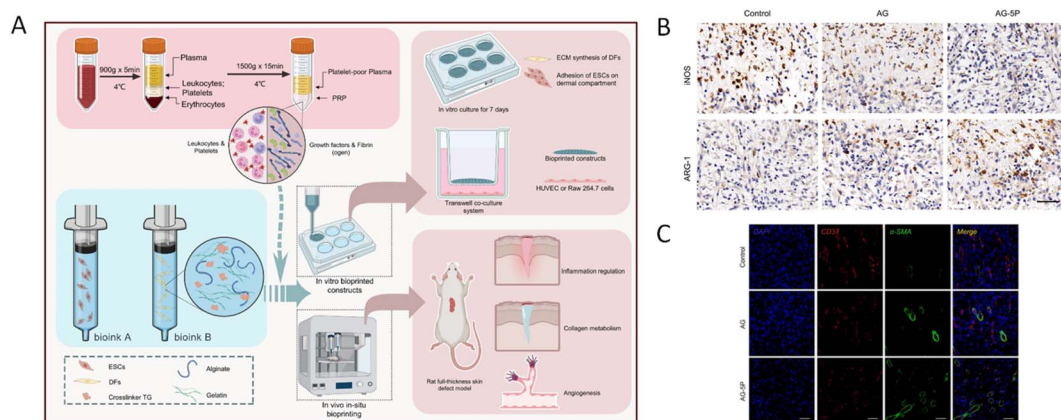 A
900g x 5min
4℃
Plasma
Leukocytes;
Platelets
Erythrocytes
1500g x 15min
4℃
Platelet-poor Plasma
PRP
Leukocytes &
Platelets
Growth factors & Fibrin
(ogen)
In vitro culture for 7 days
ECM synthesis of DFs
Adhesion of ESCs on
dermal compartment
Transwell co-culture
system
Bioprinted constructs
HUVEC or Raw 264.7 cells
bioink A
bioink B
ESCs
DFs
Crosslinker TG
Alginate
Gelatin
In vitro bioprinted
constructs
In vivo in-situ
bioprinting
Rat full-thickness skin
defect model
Inflammation regulation
Collagen metabolism
Angiogenesis
B
Control
AG
AG-5P
iNOS
ARG-1
C
DAPI
CD31
α-SMA
Merge
Control
AG
AG-5P